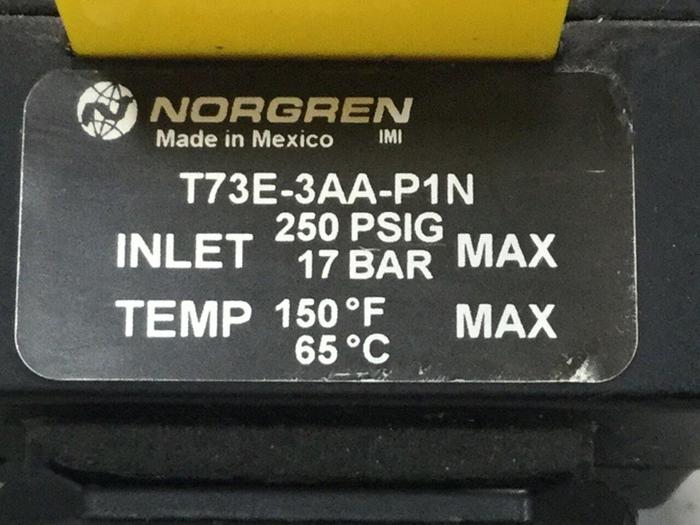 NORGREN
Made in Mexico IMI
T73E-3AA-P1N
INLET 250 PSIG MAX
17 BAR
TEMP 150 °F MAX
65 °C